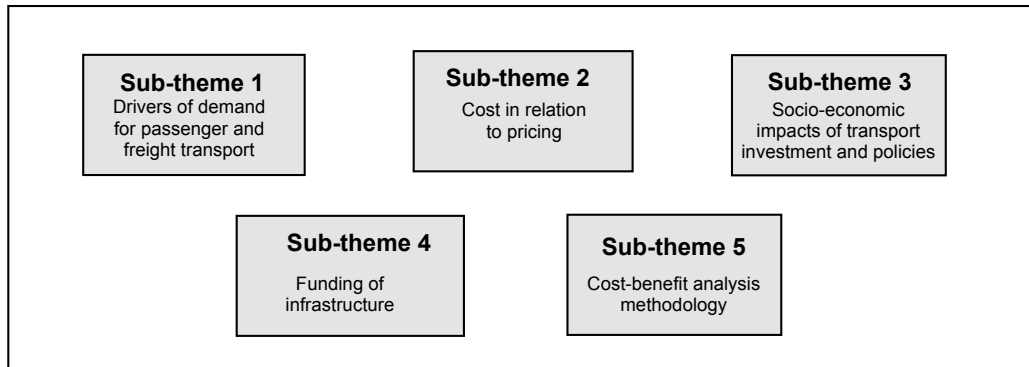 Sub-theme 1
Drivers of demand
for passenger and
freight transport
Sub-theme 2
Cost in relation
to pricing
Sub-theme 3
Socio-economic
impacts of transport
investment and policies
Sub-theme 4
Funding of
infrastructure
Sub-theme 5
Cost-benefit analysis
methodology